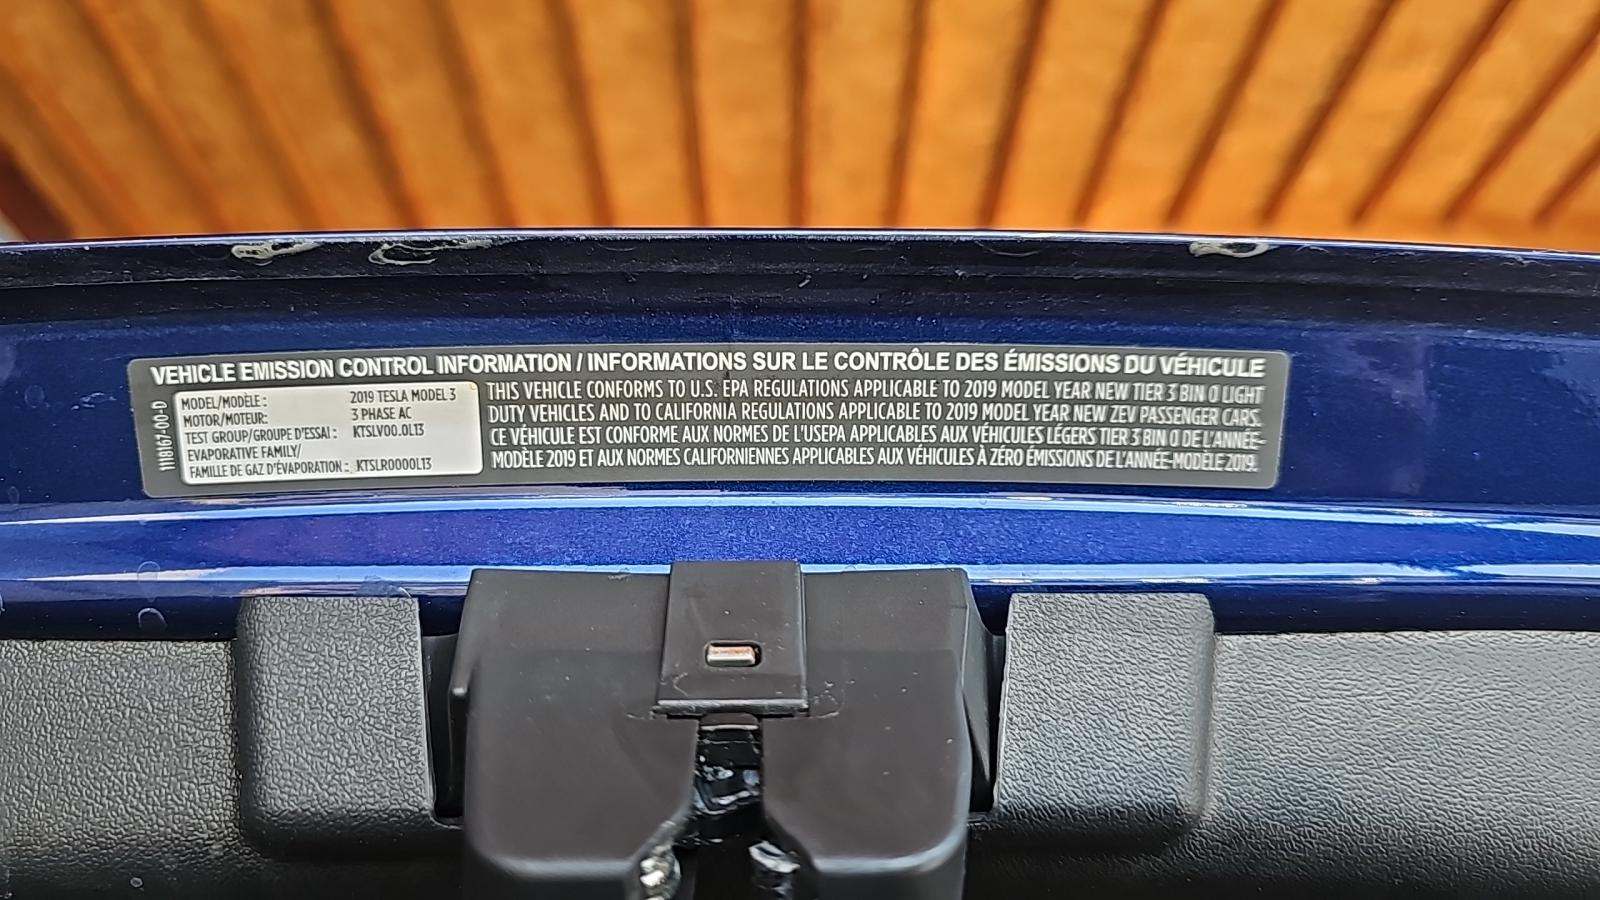 VEHICLE EMISSION CONTROL INFORMATION / INFORMATIONS SUR LE CONTRÔLE DES ÉMISSIONS DU VÉHICULE
1118167-00-D
MODEL/MODÈLE: 2019 TESLA MODEL 3
MOTOR/MOTEUR: 3 PHASE AC
TEST GROUP/GROUPE D'ESSAI: KTSLV00.0L13
EVAPORATIVE FAMILY/
FAMILLE DE GAZ D'ÉVAPORATION: KTSLR0000L13
THIS VEHICLE CONFORMS TO U.S. EPA REGULATIONS APPLICABLE TO 2019 MODEL YEAR NEW TIER 3 BIN 0 LIGHT
DUTY VEHICLES AND TO CALIFORNIA REGULATIONS APPLICABLE TO 2019 MODEL YEAR NEW ZEV PASSENGER CARS.
CE VÉHICULE EST CONFORME AUX NORMES DE L'USEPA APPLICABLES AUX VÉHICULES LÉGERS TIER 3 BIN 0 DE L'ANNÉE-
MODÈLE 2019 ET AUX NORMES CALIFORNIENNES APPLICABLES AUX VÉHICULES À ZÉRO ÉMISSIONS DE L'ANNÉE-MODÈLE 2019.